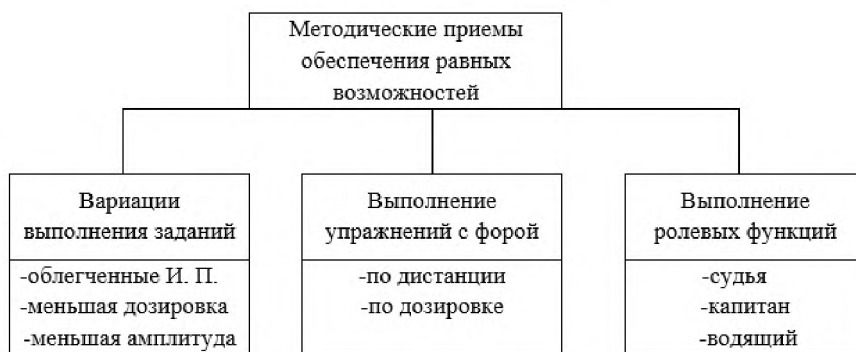 Методические приемы
обеспечения равных
возможностей
Вариации
выполнения заданий
-облегченные И. П.
-меньшая дозировка
-меньшая амплитуда
Выполнение
упражнений с форой
-по дистанции
-по дозировке
Выполнение
ролевых функций
-судья
-капитан
-водящий